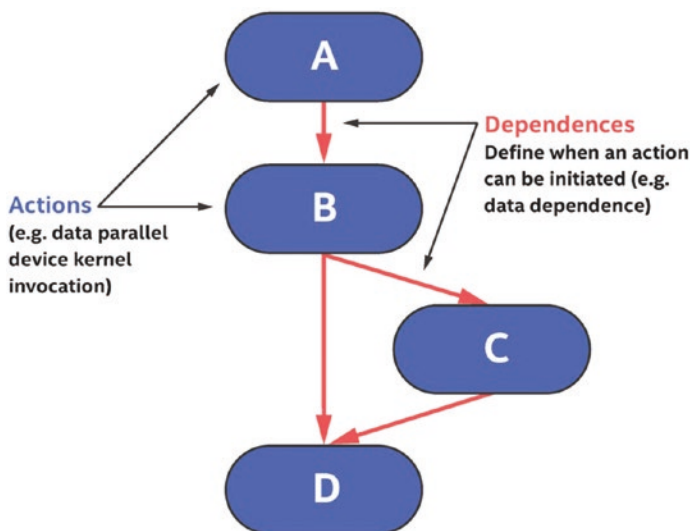 A
Dependences
Define when an action
can be initiated (e.g.
data dependence)
B
Actions
(e.g. data parallel
device kernel
invocation)
C
D